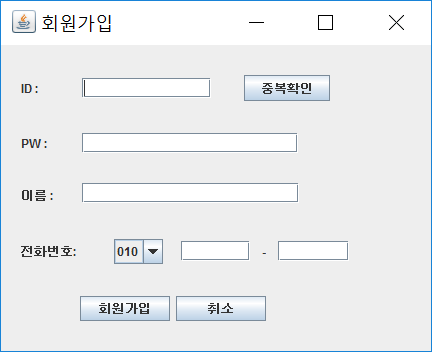 회원가입
ID : 중복확인
PW :
이름 :
전화번호: 010 -
회원가입 취소